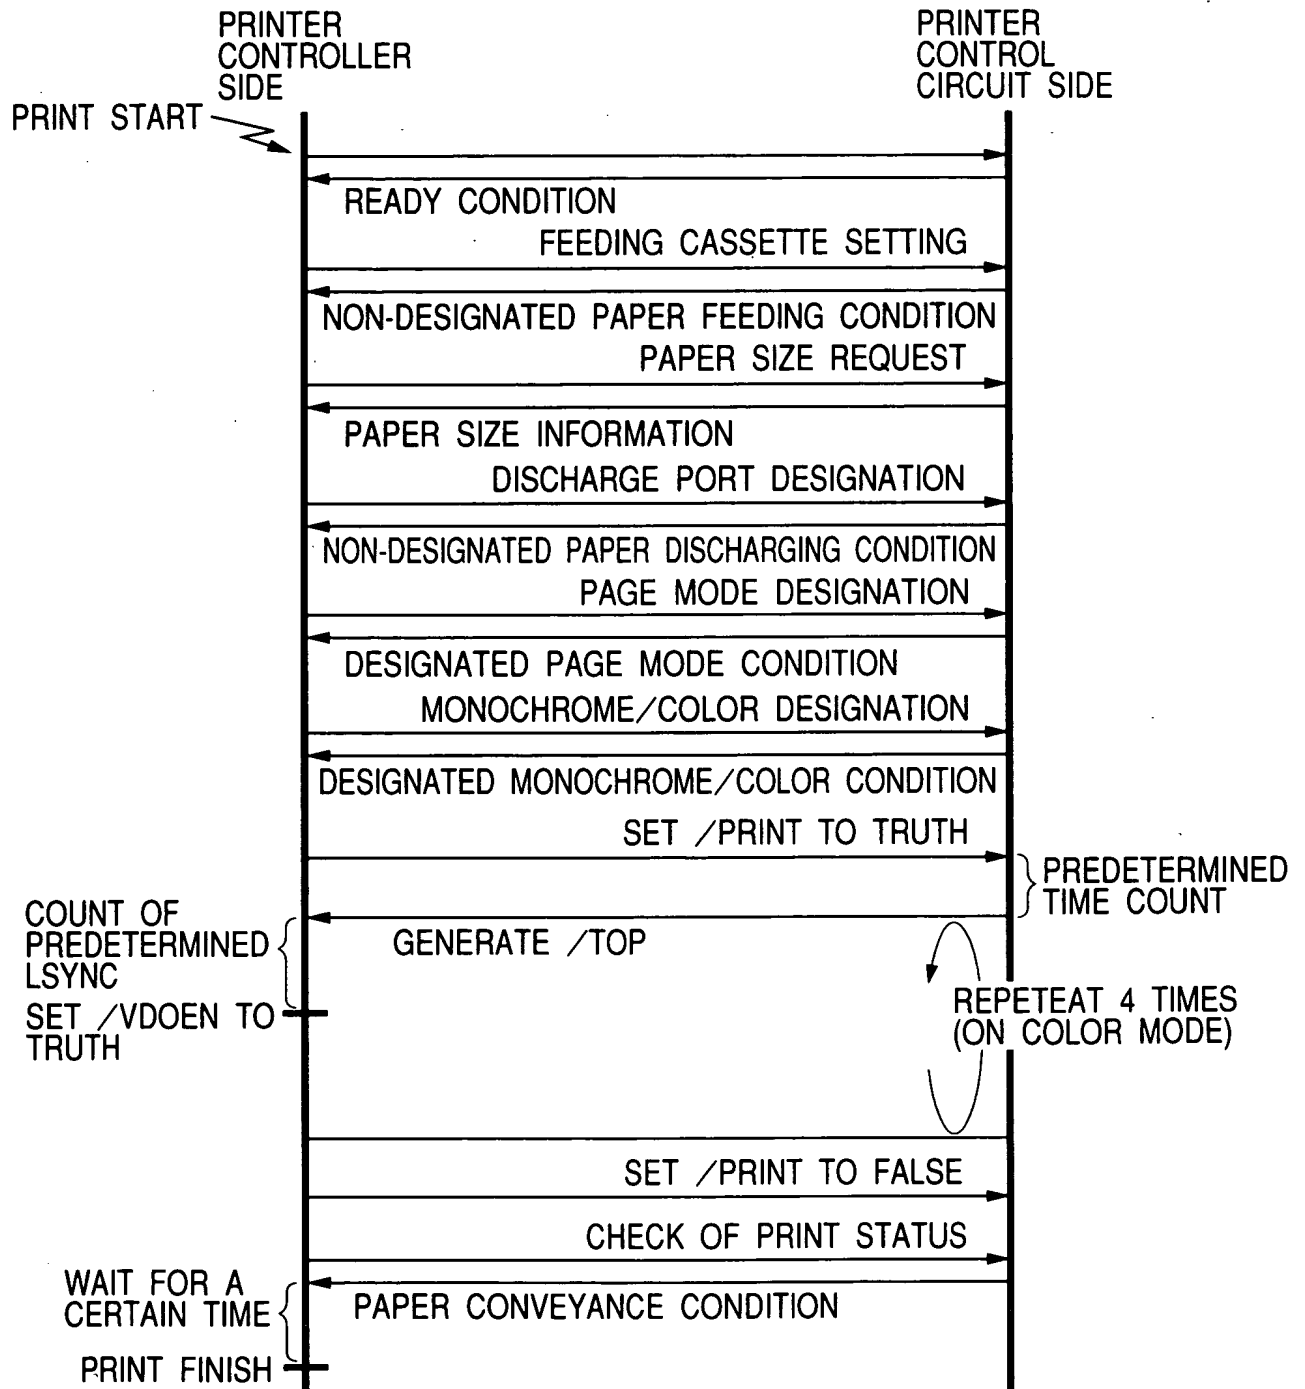 PRINTER
CONTROLLER
SIDE
PRINTER
CONTROL
CIRCUIT SIDE
PRINT START
READY CONDITION
FEEDING CASSETTE SETTING
NON-DESIGNATED PAPER FEEDING CONDITION
PAPER SIZE REQUEST
PAPER SIZE INFORMATION
DISCHARGE PORT DESIGNATION
NON-DESIGNATED PAPER DISCHARGING CONDITION
PAGE MODE DESIGNATION
DESIGNATED PAGE MODE CONDITION
MONOCHROME/COLOR DESIGNATION
DESIGNATED MONOCHROME/COLOR CONDITION
SET /PRINT TO TRUTH
PREDETERMINED
TIME COUNT
COUNT OF
PREDETERMINED
LSYNC
GENERATE /TOP
SET /VDOEN TO
TRUTH
REPETEAT 4 TIMES
(ON COLOR MODE)
SET /PRINT TO FALSE
CHECK OF PRINT STATUS
WAIT FOR A
CERTAIN TIME
PAPER CONVEYANCE CONDITION
PRINT FINISH